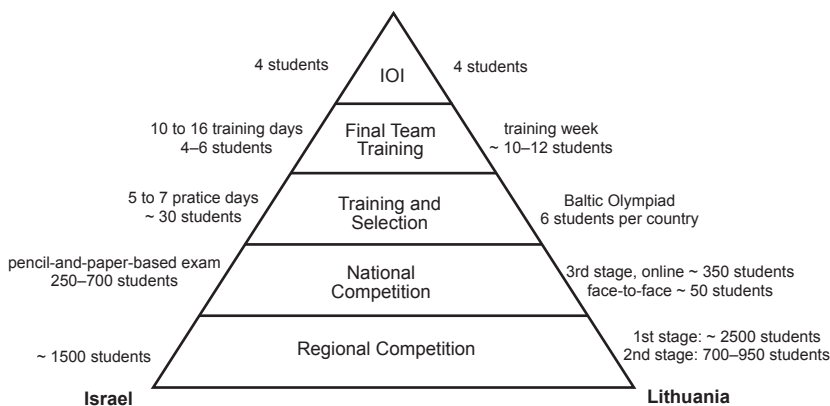 4 students
IOI
4 students
10 to 16 training days
4–6 students
Final Team
Training
training week
~ 10–12 students
5 to 7 pratice days
~ 30 students
Training and
Selection
Baltic Olympiad
6 students per country
pencil-and-paper-based exam
250–700 students
National
Competition
3rd stage, online ~ 350 students
face-to-face ~ 50 students
~ 1500 students
Regional Competition
1st stage: ~ 2500 students
2nd stage: 700–950 students
Israel
Lithuania